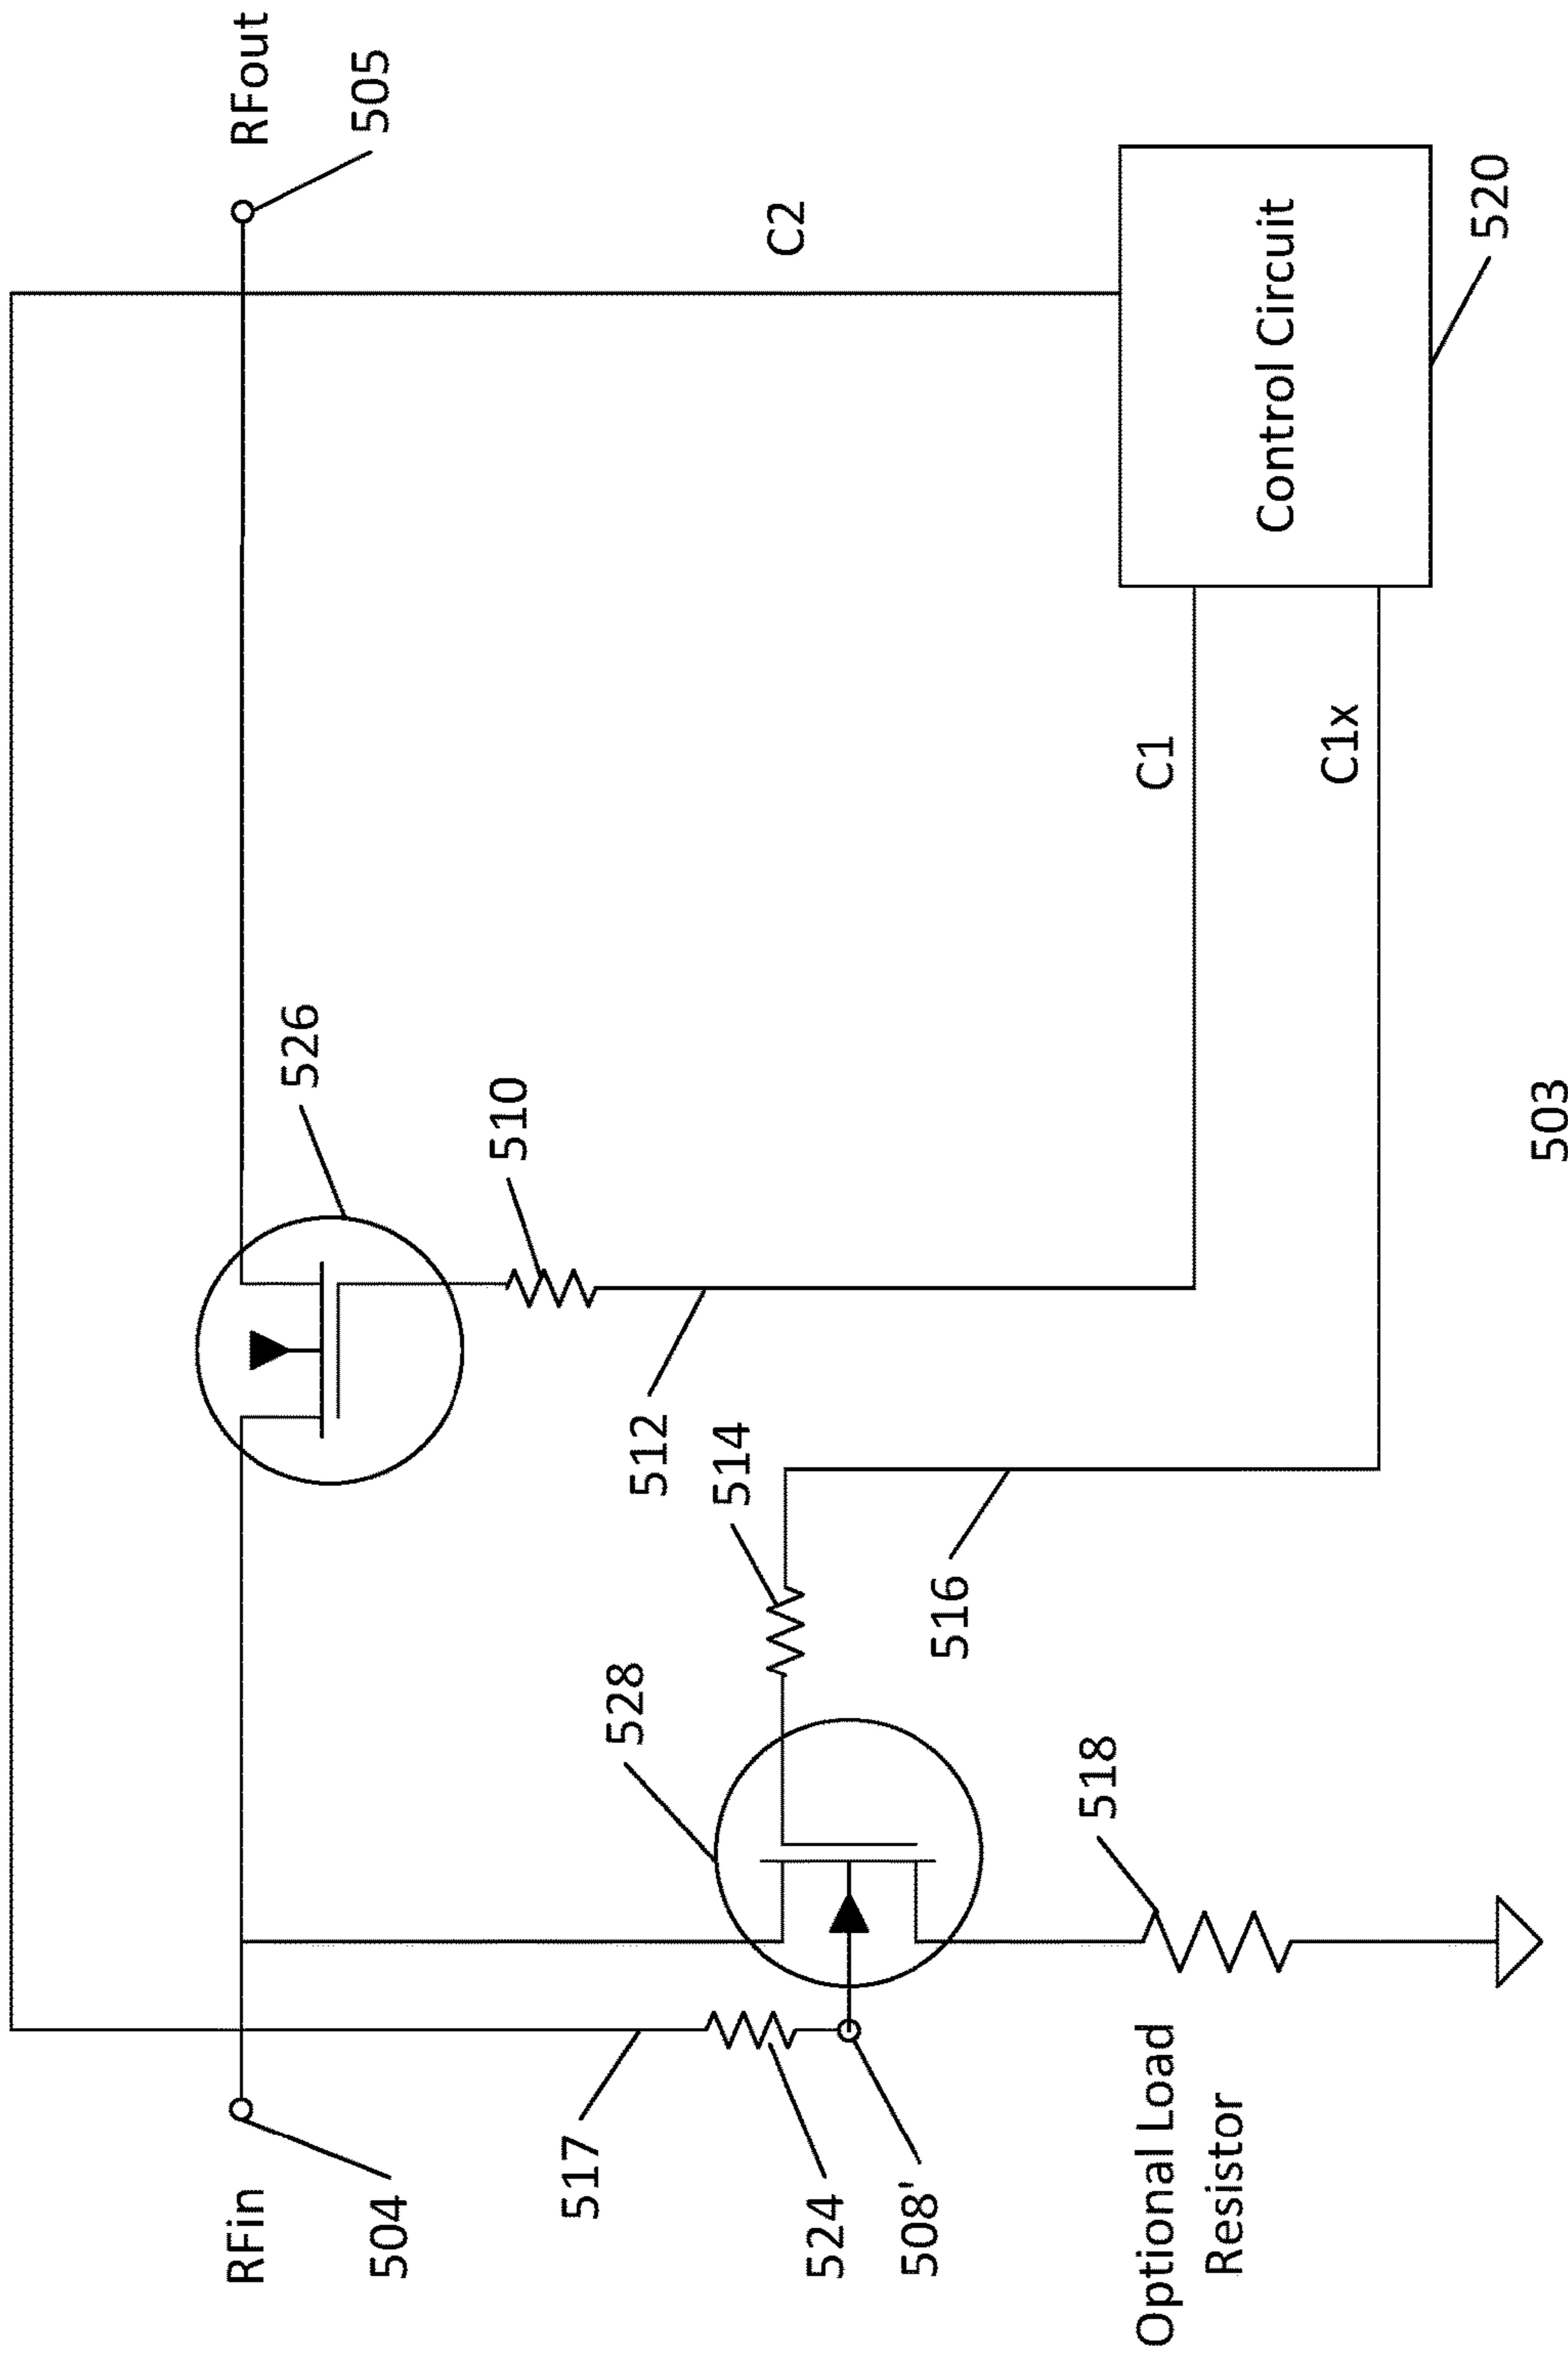 RFin
504
526
RFout
505
517
528
510
C2
524
508'
514
512
516
C1
C1x
Control Circuit
520
Optional Load
Resistor
518
503